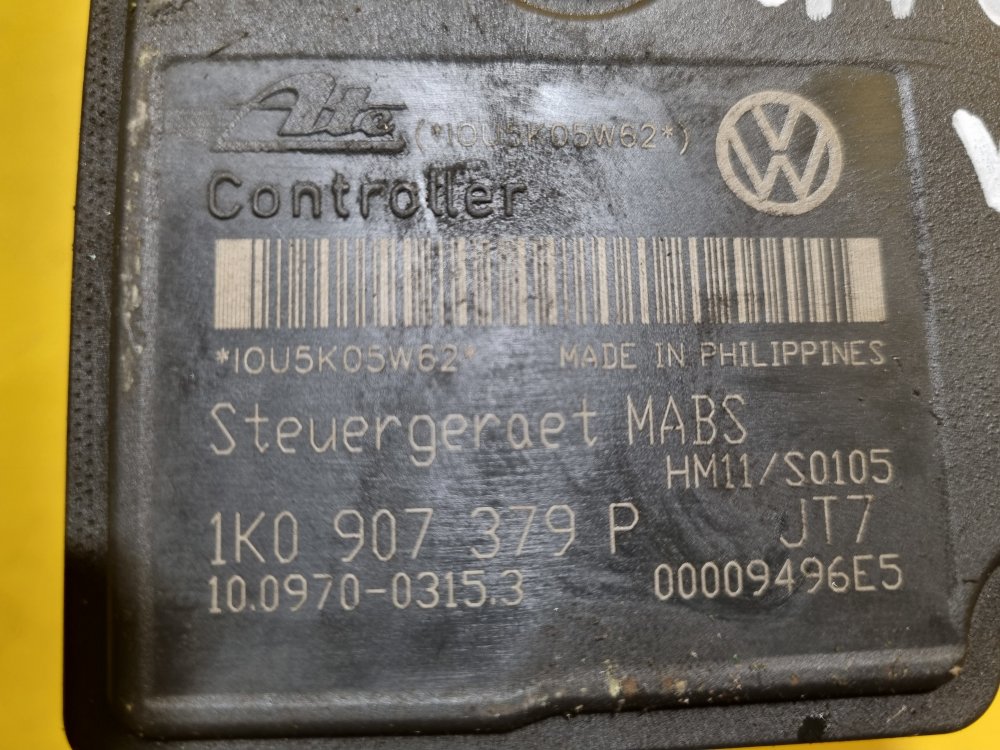 Ate (*IOU5K05W62*)
Controller
*IOU5K05W62* MADE IN PHILIPPINES
Steuergeraet MABS
HM11/S0105
1K0 907 379 P JT7
10.0970-0315.3 00009496E5